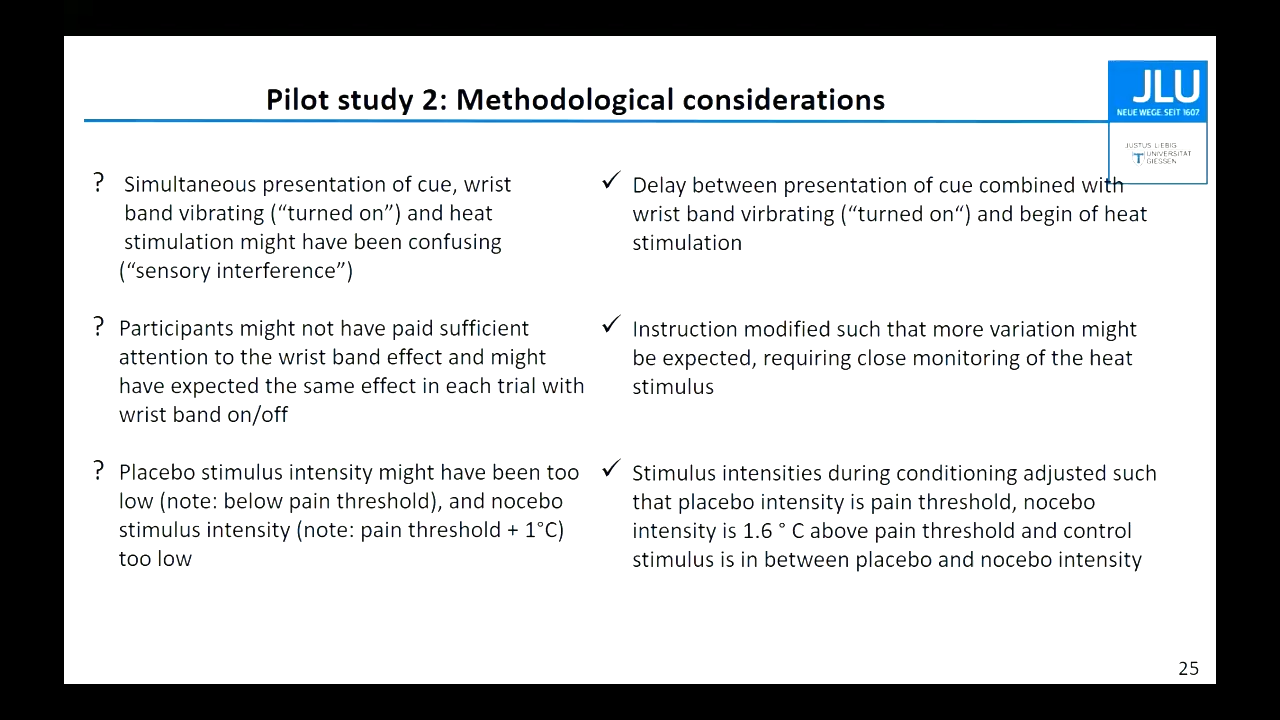 Pilot study 2: Methodological considerations
JLU
NEUE WEGE. SEIT 1607
JUSTUS LIEBIG
UNIVERSITÄT
GIESSEN
? Simultaneous presentation of cue, wrist
band vibrating (“turned on”) and heat
stimulation might have been confusing
(“sensory interference”)
? Participants might not have paid sufficient
attention to the wrist band effect and might
have expected the same effect in each trial with
wrist band on/off
? Placebo stimulus intensity might have been too
low (note: below pain threshold), and nocebo
stimulus intensity (note: pain threshold + 1°C)
too low
✓ Delay between presentation of cue combined with
wrist band virbrating (“turned on“) and begin of heat
stimulation
✓ Instruction modified such that more variation might
be expected, requiring close monitoring of the heat
stimulus
✓ Stimulus intensities during conditioning adjusted such
that placebo intensity is pain threshold, nocebo
intensity is 1.6 ° C above pain threshold and control
stimulus is in between placebo and nocebo intensity
25